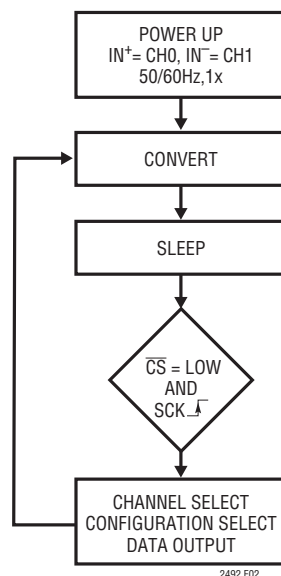 POWER UP
IN⁺= CH0, IN⁻= CH1
50/60Hz,1x
CONVERT
SLEEP
C̅S̅ = LOW
AND
SCK
CHANNEL SELECT
CONFIGURATION SELECT
DATA OUTPUT
2492 F02